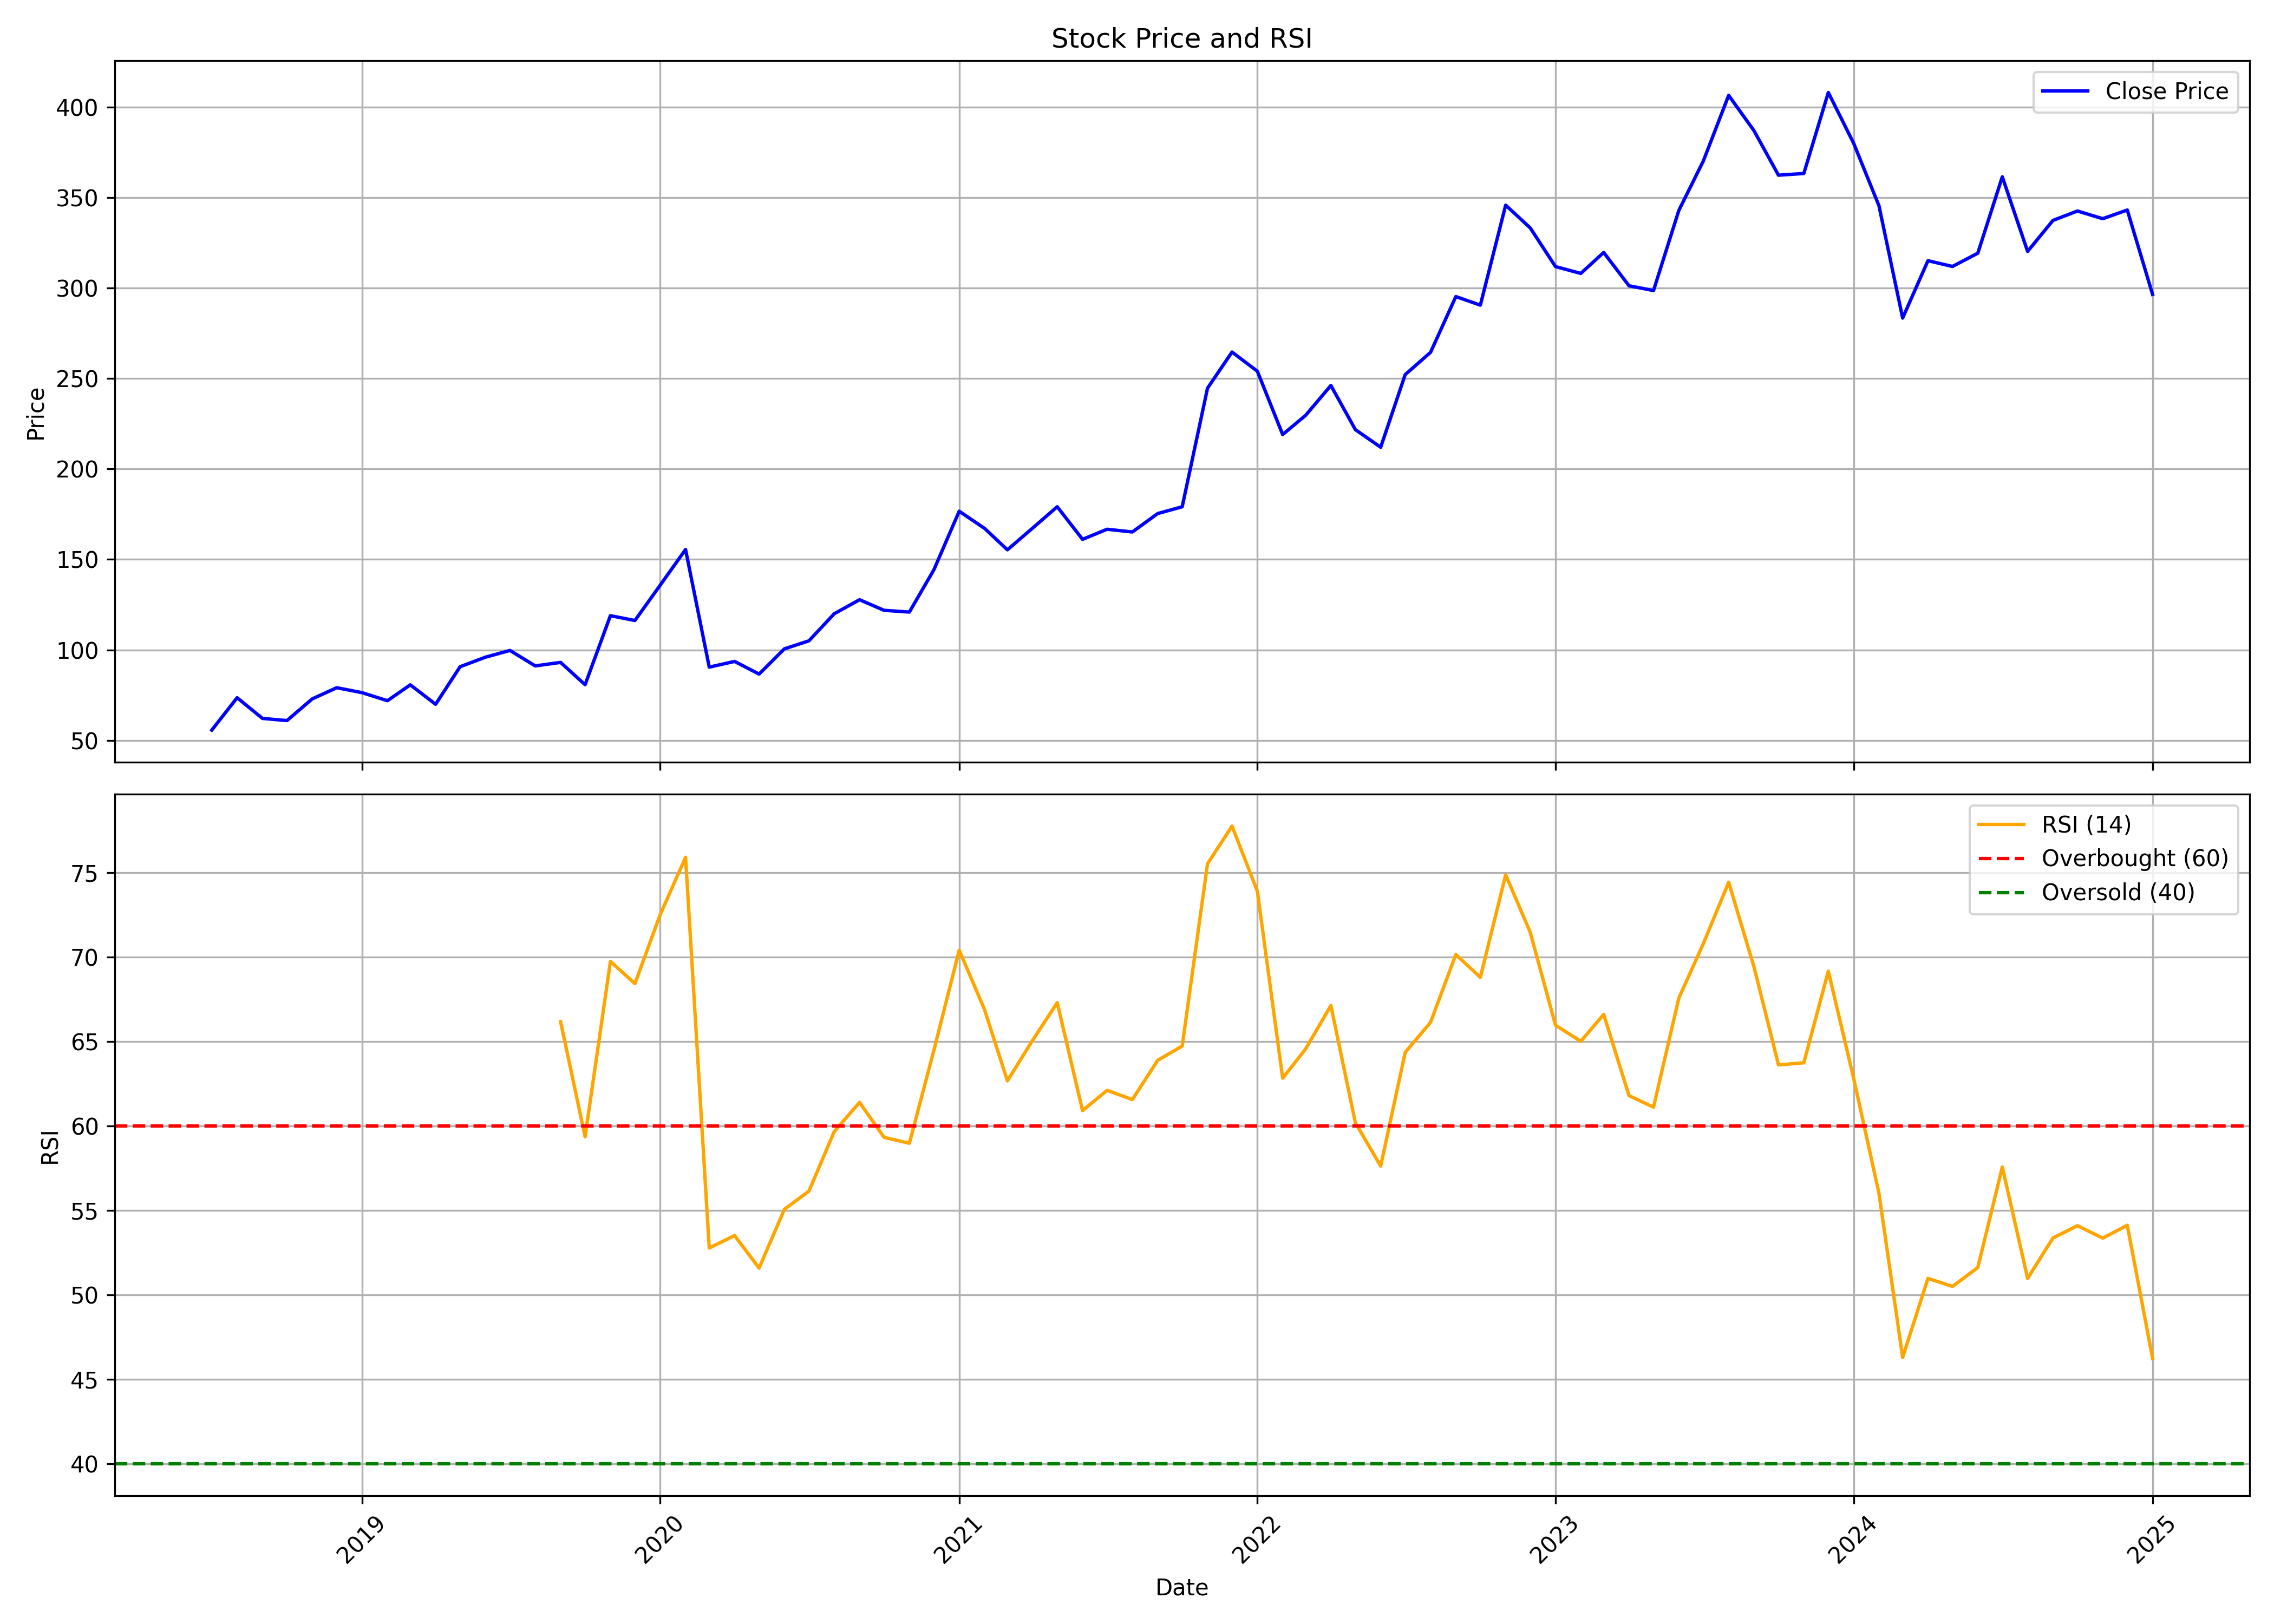 Stock Price and RSI
Close Price
400
350
300
250
200
150
100
50
Price
RSI (14)
Overbought (60)
Oversold (40)
75
70
65
60
55
50
45
40
RSI
2019
2020
2021
2022
2023
2024
2025
Date